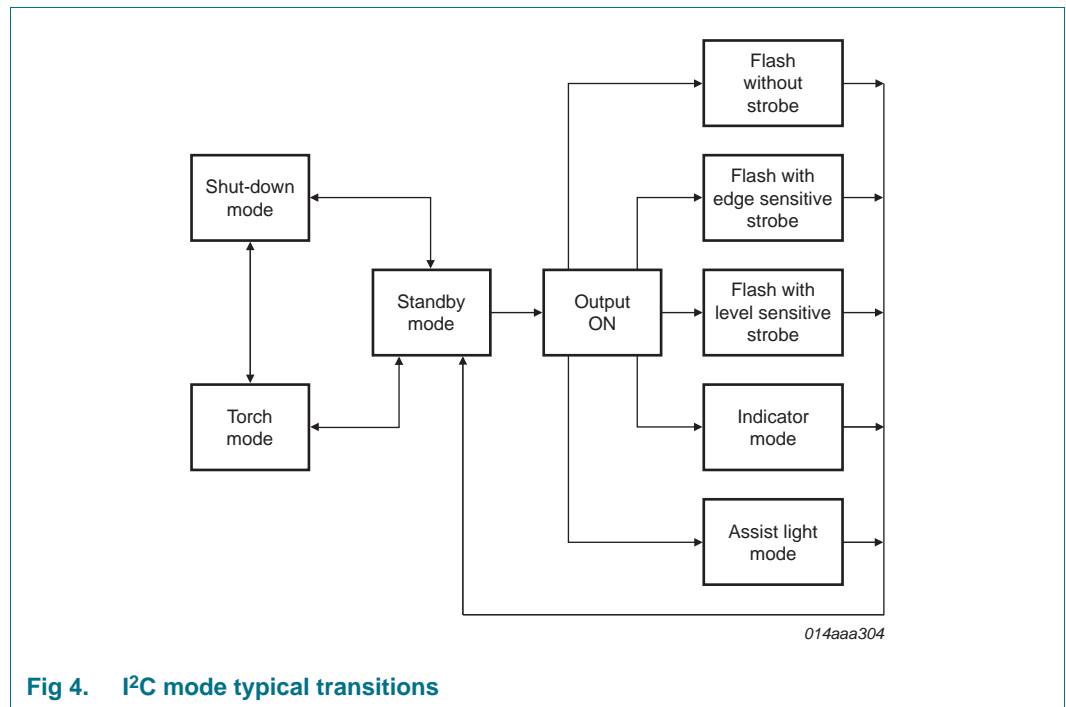 Flash
without
strobe
Shut-down
mode
Flash with
edge sensitive
strobe
Standby
mode
Output
ON
Flash with
level sensitive
strobe
Torch
mode
Indicator
mode
Assist light
mode
014aaa304
Fig 4. I²C mode typical transitions